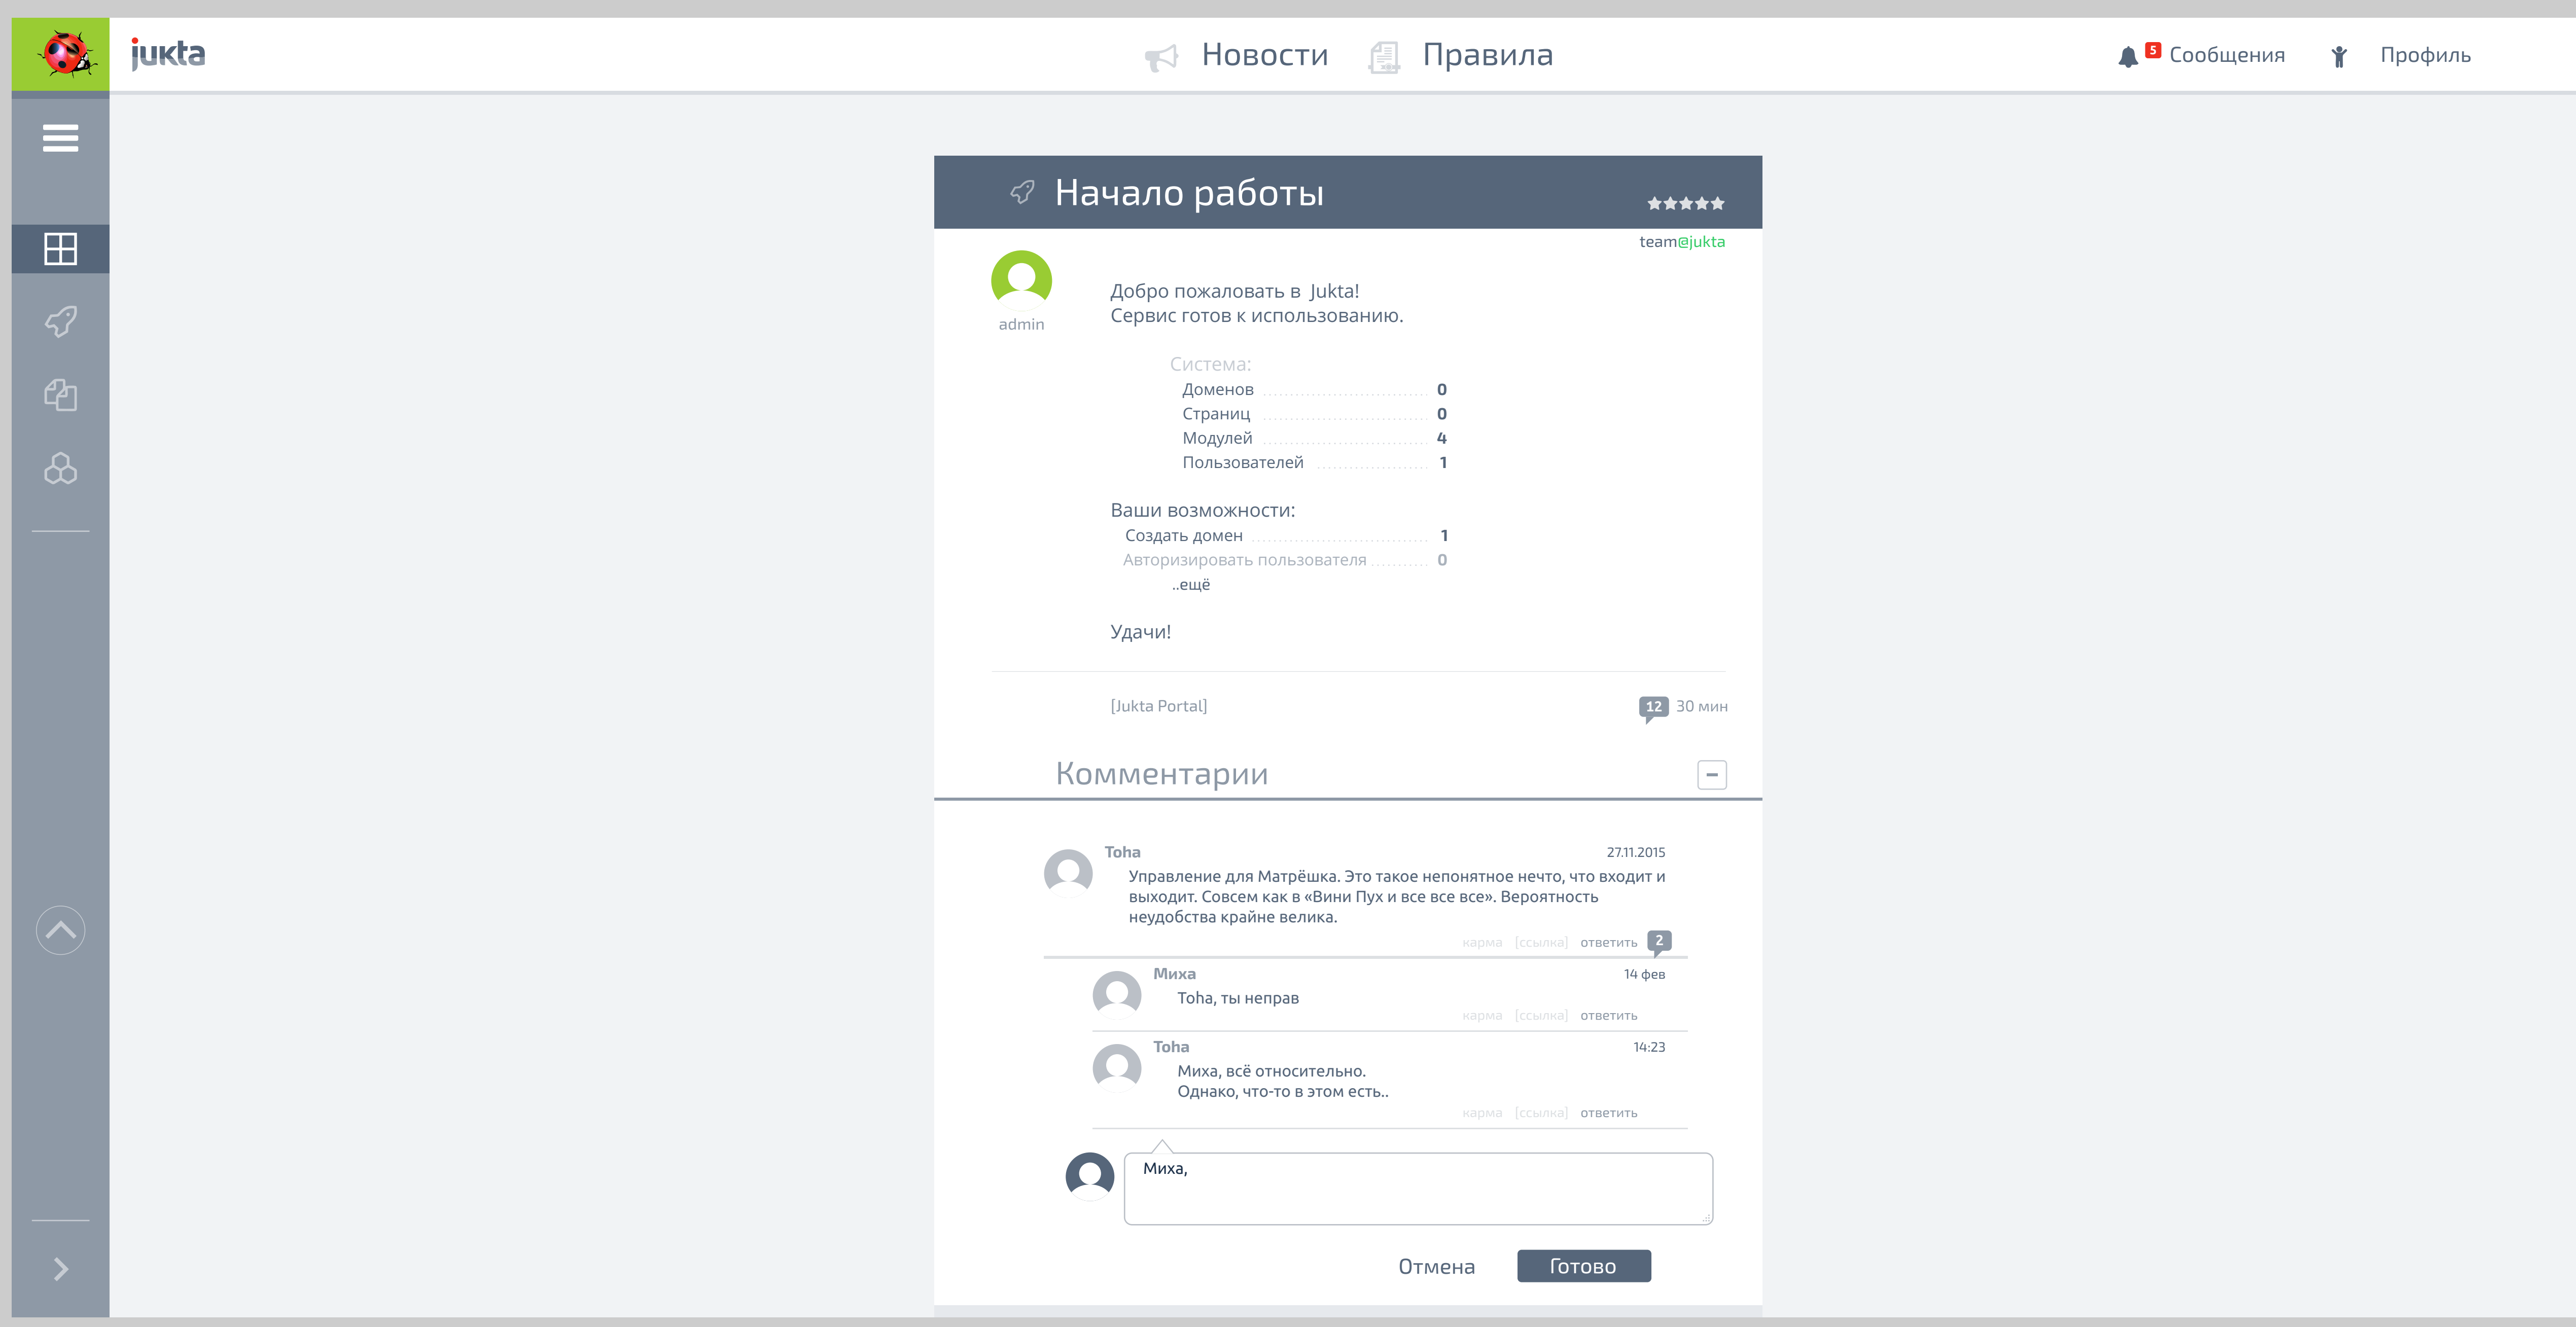 jukta
Новости
Правила
5 Сообщения
Профиль
Начало работы
team@jukta
admin
Добро пожаловать в Jukta!
Сервис готов к использованию.
Система:
Доменов 0
Страниц 0
Модулей 4
Пользователей 1
Ваши возможности:
Создать домен 1
Авторизировать пользователя 0
..ещё
Удачи!
[Jukta Portal]
12 30 мин
Комментарии
Toha 27.11.2015
Управление для Матрёшка. Это такое непонятное нечто, что входит и
выходит. Совсем как в «Вини Пух и все все все». Вероятность
неудобства крайне велика.
карма [ссылка] ответить 2
Миха 14 фев
Toha, ты неправ
карма [ссылка] ответить
Toha 14:23
Миха, всё относительно.
Однако, что-то в этом есть..
карма [ссылка] ответить
Миха,
Отмена Готово